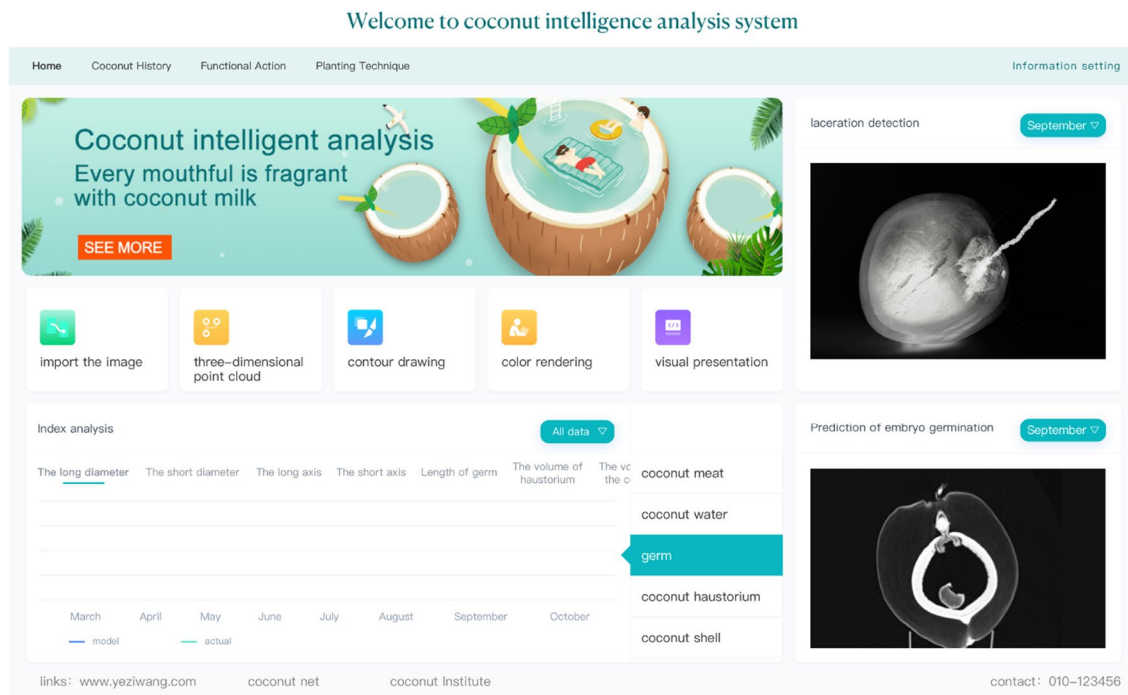 Welcome to coconut intelligence analysis system
Home
Coconut History
Functional Action
Planting Technique
Information setting
Coconut intelligent analysis
Every mouthful is fragrant
with coconut milk
SEE MORE
laceration detection
September
import the image
three-dimensional
point cloud
contour drawing
color rendering
visual presentation
Index analysis
All data
The long diameter
The short diameter
The long axis
The short axis
Length of germ
The volume of
haustorium
The vo
the c
coconut meat
coconut water
germ
coconut haustorium
coconut shell
March
April
May
June
July
August
September
October
model
actual
Prediction of embryo germination
September
links: www.yeziwang.com
coconut net
coconut Institute
contact: 010-123456